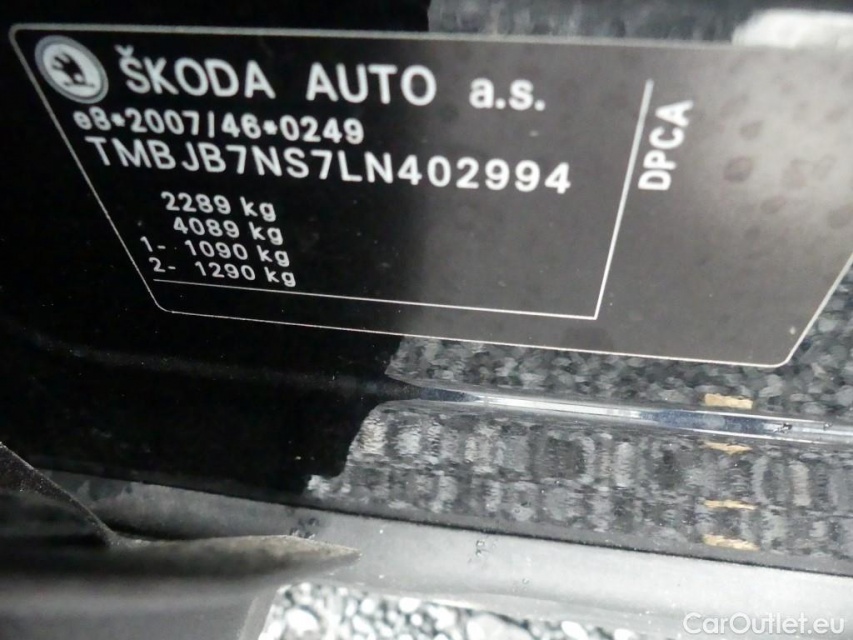 ŠKODA AUTO a.s.
e8*2007/46*0249
TMBJB7NS7LN402994
2289 kg
4089 kg
1- 1090 kg
2- 1290 kg
DPCA
CarOutlet.eu